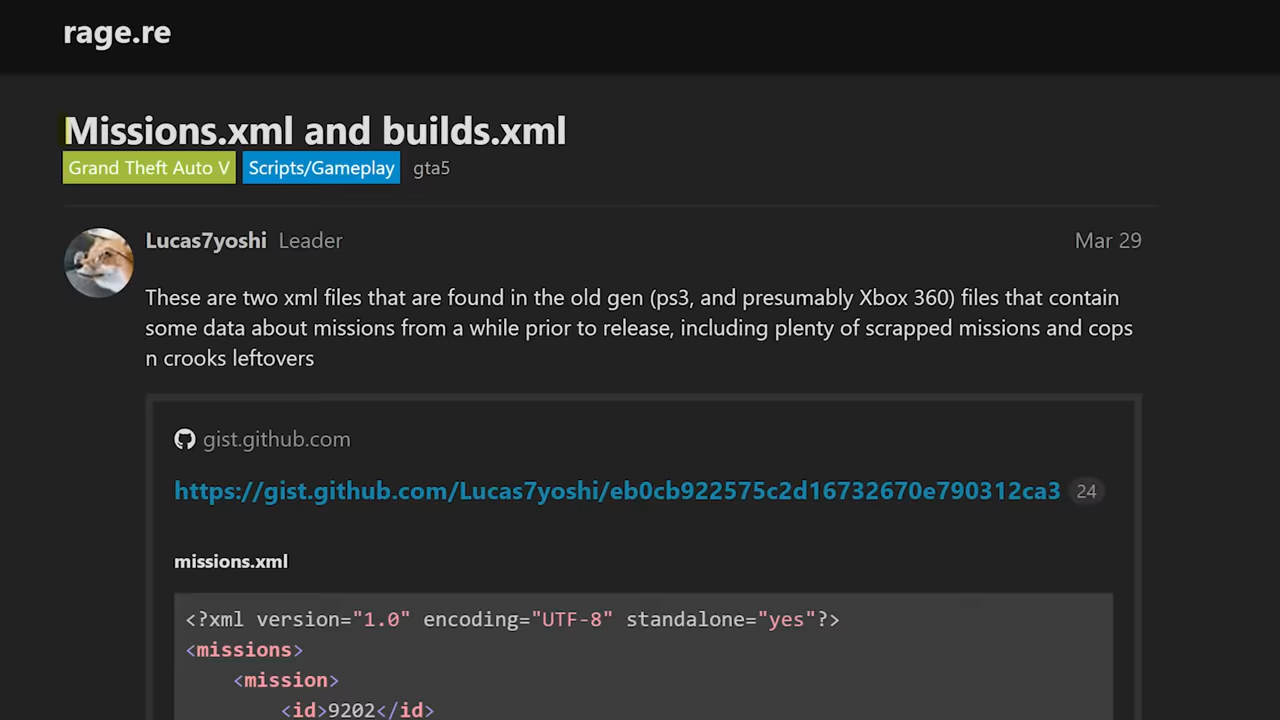 rage.re
Missions.xml and builds.xml
Grand Theft Auto V Scripts/Gameplay gta5
Lucas7yoshi Leader Mar 29
These are two xml files that are found in the old gen (ps3, and presumably Xbox 360) files that contain
some data about missions from a while prior to release, including plenty of scrapped missions and cops
n crooks leftovers
gist.github.com
https://gist.github.com/Lucas7yoshi/eb0cb922575c2d16732670e790312ca3 24
missions.xml
<?xml version="1.0" encoding="UTF-8" standalone="yes"?>
<missions>
<mission>
<id>9202</id>